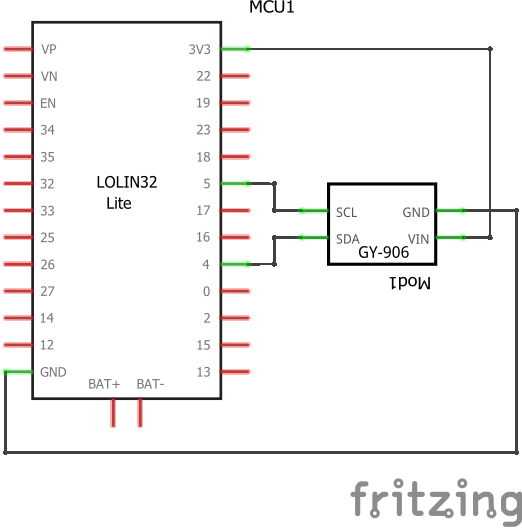 MCU1
VP
VN
EN
34
35
32
33
25
26
27
14
12
GND
LOLIN32
Lite
3V3
22
19
23
18
5
17
16
4
0
2
15
13
BAT+ BAT-
SCL GND
SDA VIN
GY-906
Mod1
fritzing